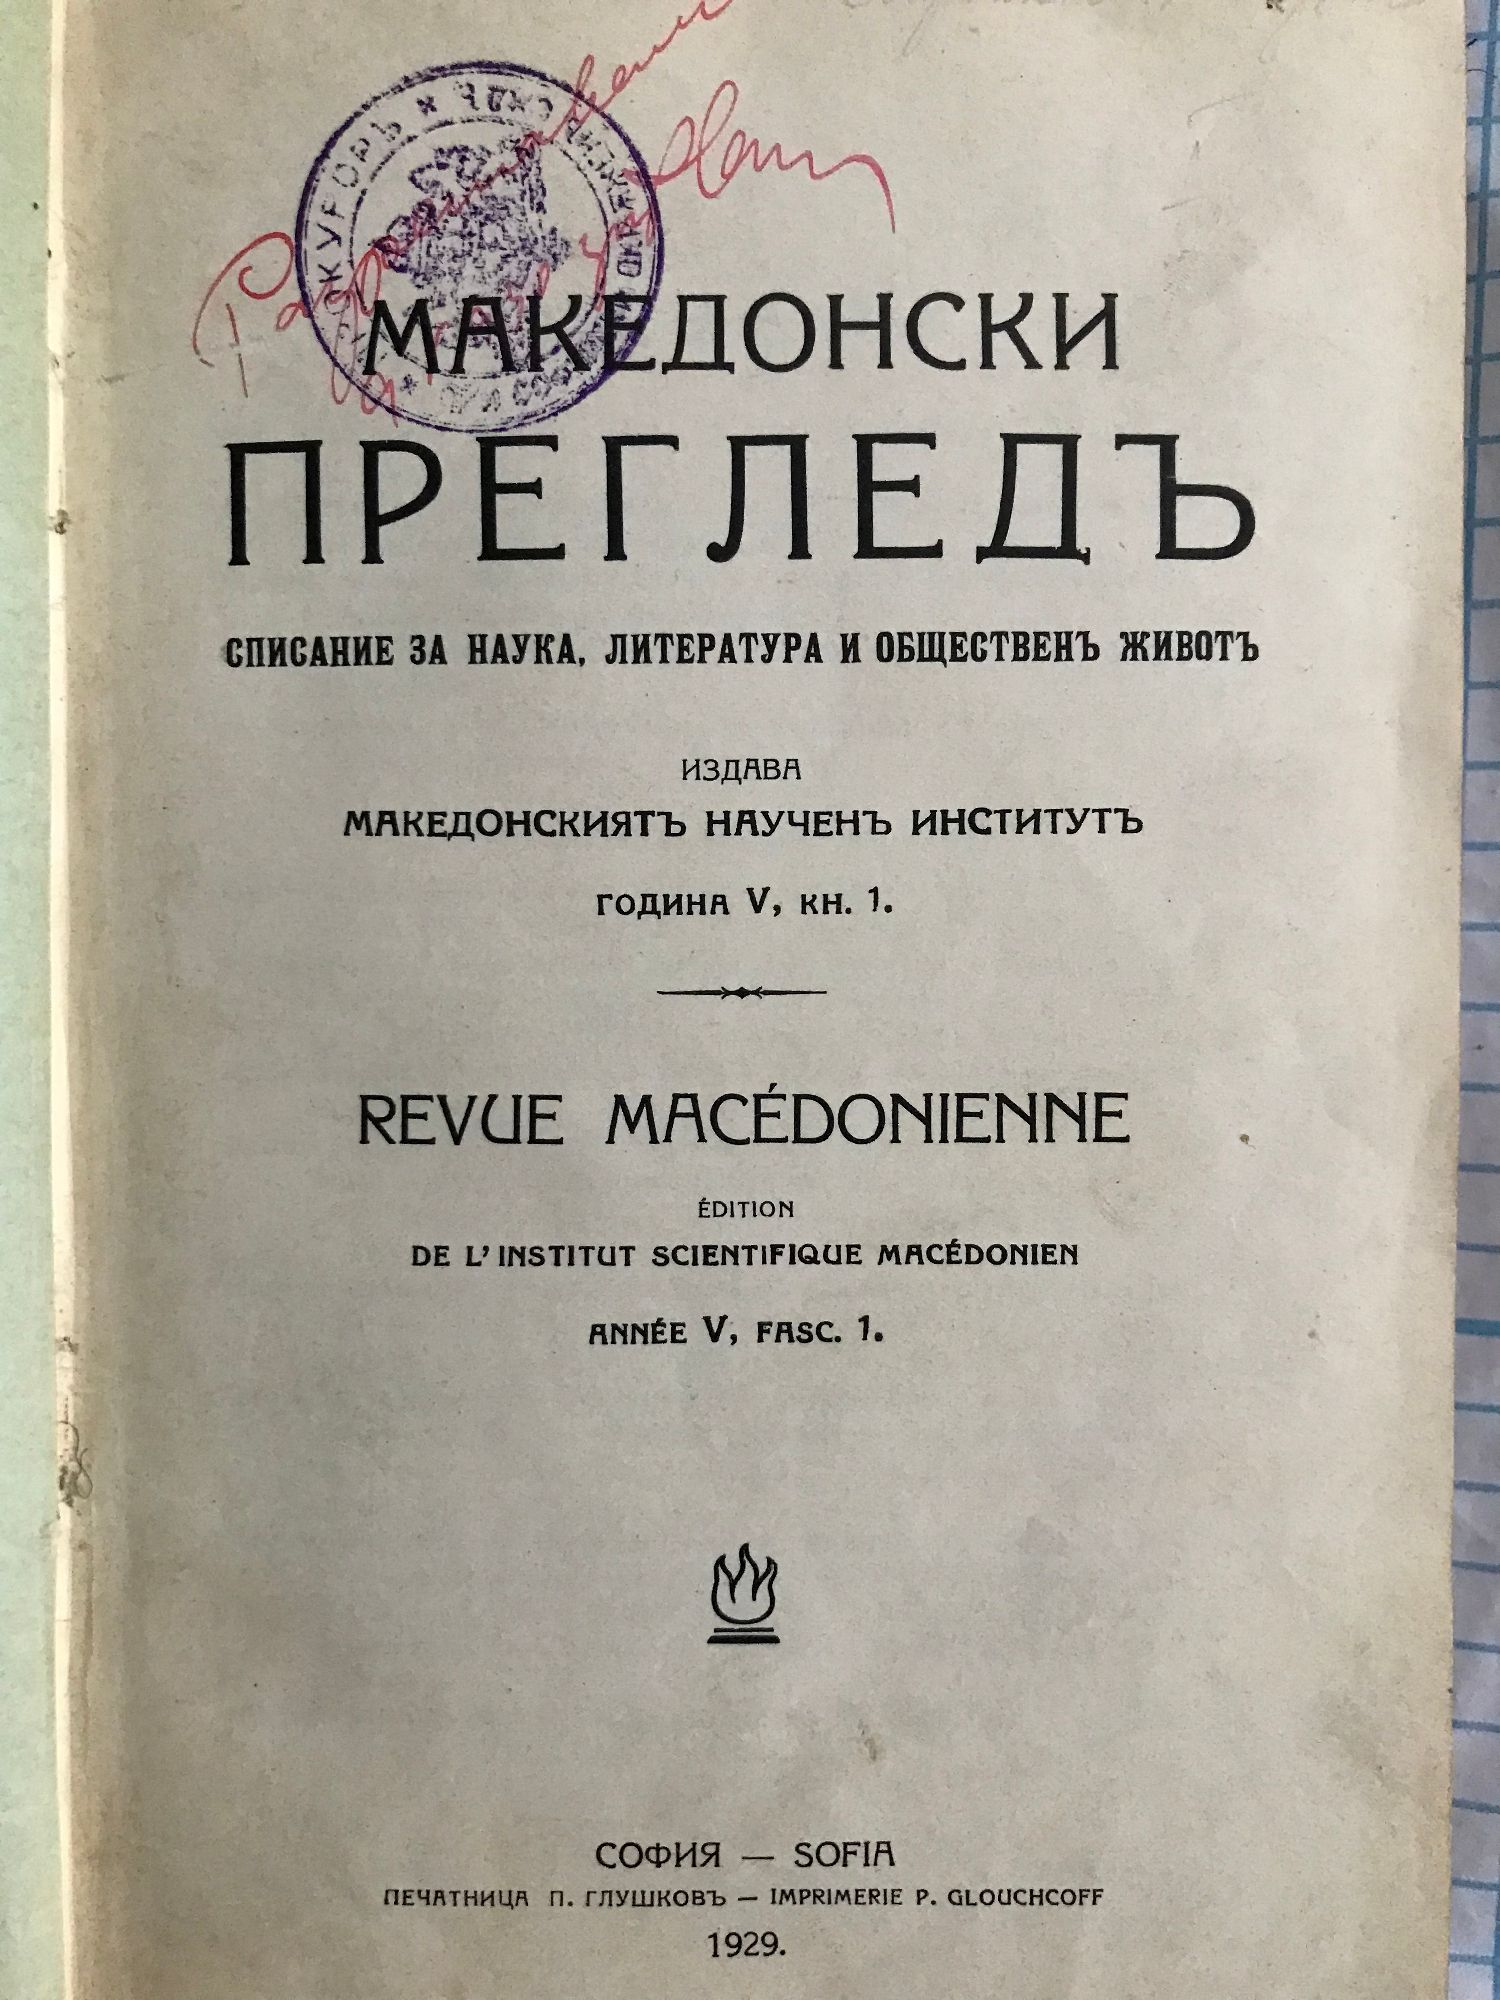 МАКЕДОНСКИ
ПРЕГЛЕДЪ
СПИСАНИЕ ЗА НАУКА, ЛИТЕРАТУРА И ОБЩЕСТВЕНЪ ЖИВОТЪ
ИЗДАВА
МАКЕДОНСКИЯТЪ НАУЧЕНЪ ИНСТИТУТЪ
ГОДИНА V, КН. 1.
REVUE MACÉDONIENNE
ÉDITION
DE L'INSTITUT SCIENTIFIQUE MACÉDONIEN
ANNÉE V, FASC. 1.
СОФИЯ — SOFIA
ПЕЧАТНИЦА П. ГЛУШКОВЪ — IMPRIMERIE P. GLOUCHCOFF
1929.